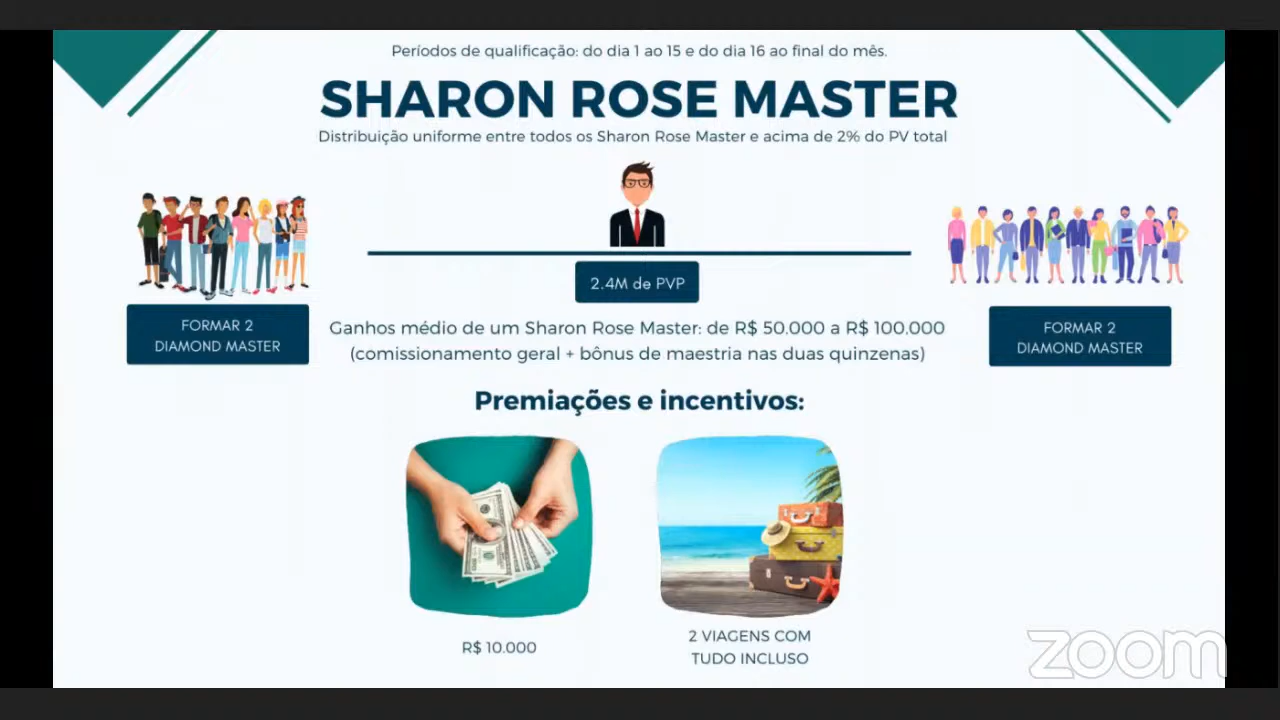 Períodos de qualificação: do dia 1 ao 15 e do dia 16 ao final do mês.
SHARON ROSE MASTER
Distribuição uniforme entre todos os Sharon Rose Master e acima de 2% do PV total
2.4M de PVP
FORMAR 2
DIAMOND MASTER
Ganhos médio de um Sharon Rose Master: de R$ 50.000 a R$ 100.000
(comissionamento geral + bônus de maestria nas duas quinzenas)
FORMAR 2
DIAMOND MASTER
Premiações e incentivos:
R$ 10.000
2 VIAGENS COM
TUDO INCLUSO
zoom